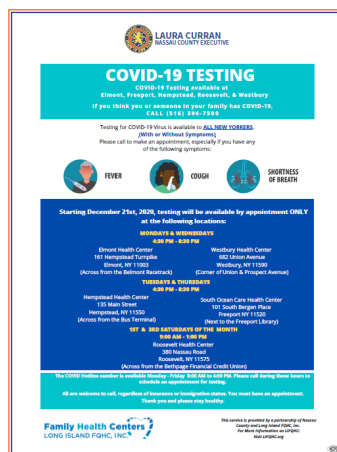 LAURA CURRAN
NASSAU COUNTY EXECUTIVE
COVID-19 TESTING
COVID-19 Testing available at
Elmont, Freeport, Hempstead, Roosevelt, & Westbury
If you think you or someone in your family has COVID-19,
CALL (516) 396-7500
Testing for COVID-19 Virus is available to ALL NEW YORKERS.
(With or Without Symptoms)
Please call to make an appointment, especially if you have any
of the following symptoms:
FEVER
COUGH
SHORTNESS
OF BREATH
Starting December 21st, 2020, testing will be available by appointment ONLY
at the following locations:
MONDAYS & WEDNESDAYS
4:30 PM - 8:30 PM
Elmont Health Center
161 Hempstead Turnpike
Elmont, NY 11003
(Across from the Belmont Racetrack)
Westbury Health Center
682 Union Avenue
Westbury, NY 11590
(Corner of Union & Prospect Avenue)
TUESDAYS & THURSDAYS
4:30 PM - 8:30 PM
Hempstead Health Center
135 Main Street
Hempstead, NY 11550
(Across from the Bus Terminal)
South Ocean Care Health Center
101 South Bergen Place
Freeport NY 11520
(Next to the Freeport Library)
1ST & 3RD SATURDAYS OF THE MONTH
9:00 AM - 1:00 PM
Roosevelt Health Center
380 Nassau Road
Roosevelt, NY 11575
(Across from the Bethpage Financial Credit Union)
The COVID Hotline number is available Monday - Friday 8:00 AM to 4:00 PM. Please call during these hours to
schedule an appointment for testing.
All are welcome to call, regardless of insurance or immigration status. You must have an appointment.
Thank you and please stay healthy.
Family Health Centers
LONG ISLAND FQHC, INC.
This service is provided by a partnership of Nassau
County and Long Island FQHC, Inc.
For More Information on LIFQHC:
Visit LIFQHC.org